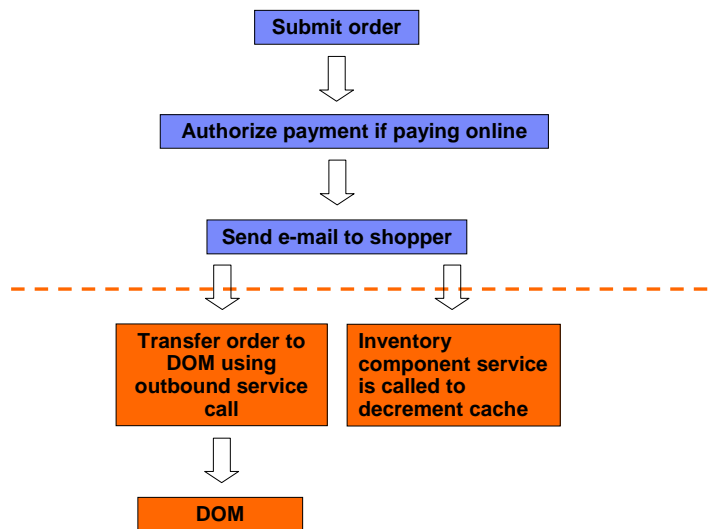 Submit order
Authorize payment if paying online
Send e-mail to shopper
Transfer order to
DOM using
outbound service
call
Inventory
component service
is called to
decrement cache
DOM